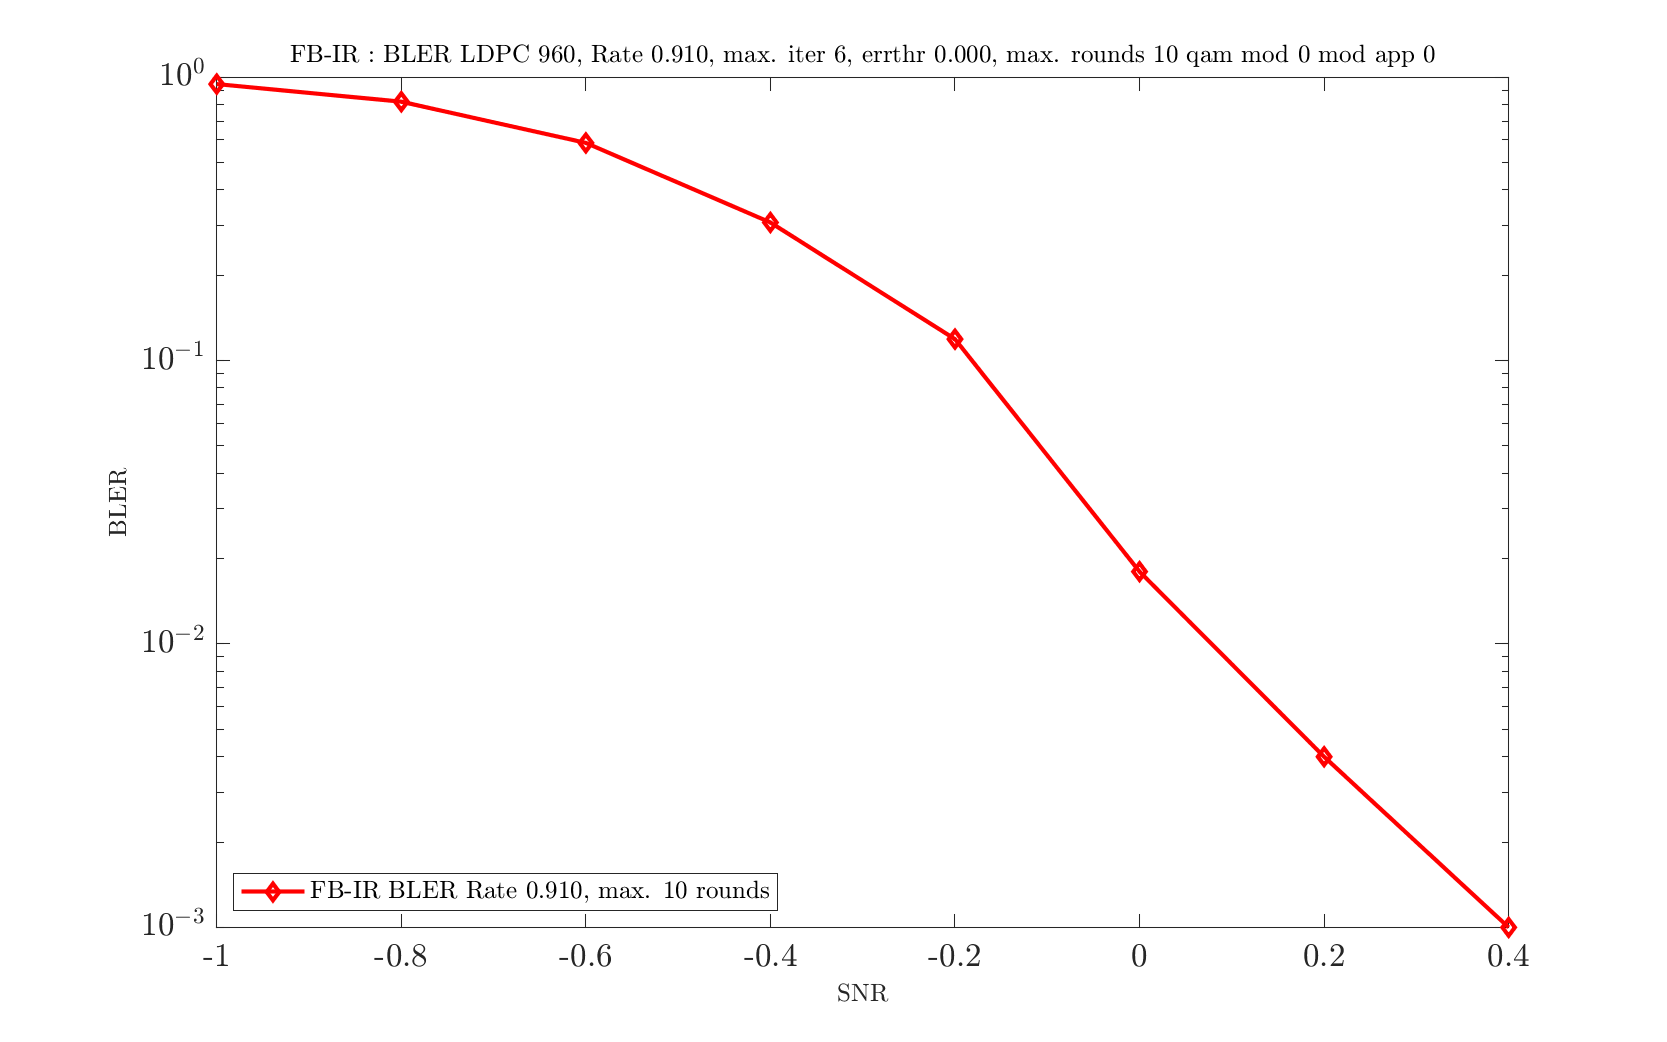 FB-IR : BLER LDPC 960, Rate 0.910, max. iter 6, errthr 0.000, max. rounds 10 qam mod 0 mod app 0
10^0
10^{-1}
10^{-2}
10^{-3}
BLER
FB-IR BLER Rate 0.910, max. 10 rounds
-1 -0.8 -0.6 -0.4 -0.2 0 0.2 0.4
SNR